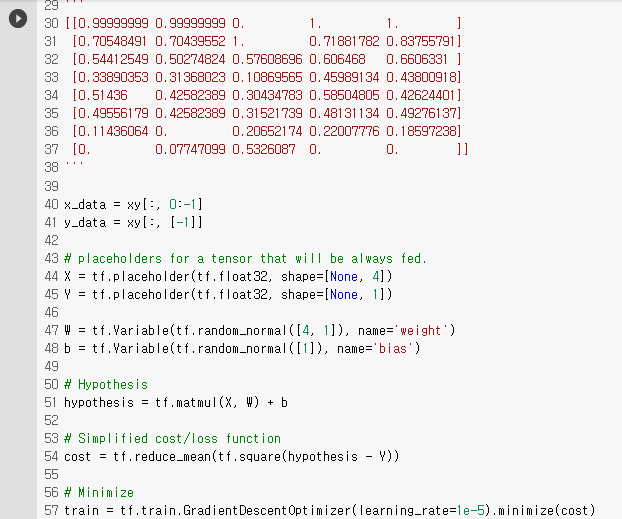 29 '''
30 [[0.99999999 0.99999999 0. 1. 1. ]
31 [0.70548491 0.70439552 1. 0.71881782 0.83755791]
32 [0.54412549 0.50274824 0.57608696 0.606468 0.6606331 ]
33 [0.33890353 0.31368023 0.10869565 0.45989134 0.43800918]
34 [0.51436 0.42582389 0.30434783 0.58504805 0.42624401]
35 [0.49556179 0.42582389 0.31521739 0.48131134 0.49276137]
36 [0.11436064 0. 0.20652174 0.22007776 0.18597238]
37 [0. 0.07747099 0.5326087 0. 0. ]]
38 '''
39
40 x_data = xy[:, 0:-1]
41 y_data = xy[:, [-1]]
42
43 # placeholders for a tensor that will be always fed.
44 X = tf.placeholder(tf.float32, shape=[None, 4])
45 Y = tf.placeholder(tf.float32, shape=[None, 1])
46
47 W = tf.Variable(tf.random_normal([4, 1]), name='weight')
48 b = tf.Variable(tf.random_normal([1]), name='bias')
49
50 # Hypothesis
51 hypothesis = tf.matmul(X, W) + b
52
53 # Simplified cost/loss function
54 cost = tf.reduce_mean(tf.square(hypothesis - Y))
55
56 # Minimize
57 train = tf.train.GradientDescentOptimizer(learning_rate=1e-5).minimize(cost)